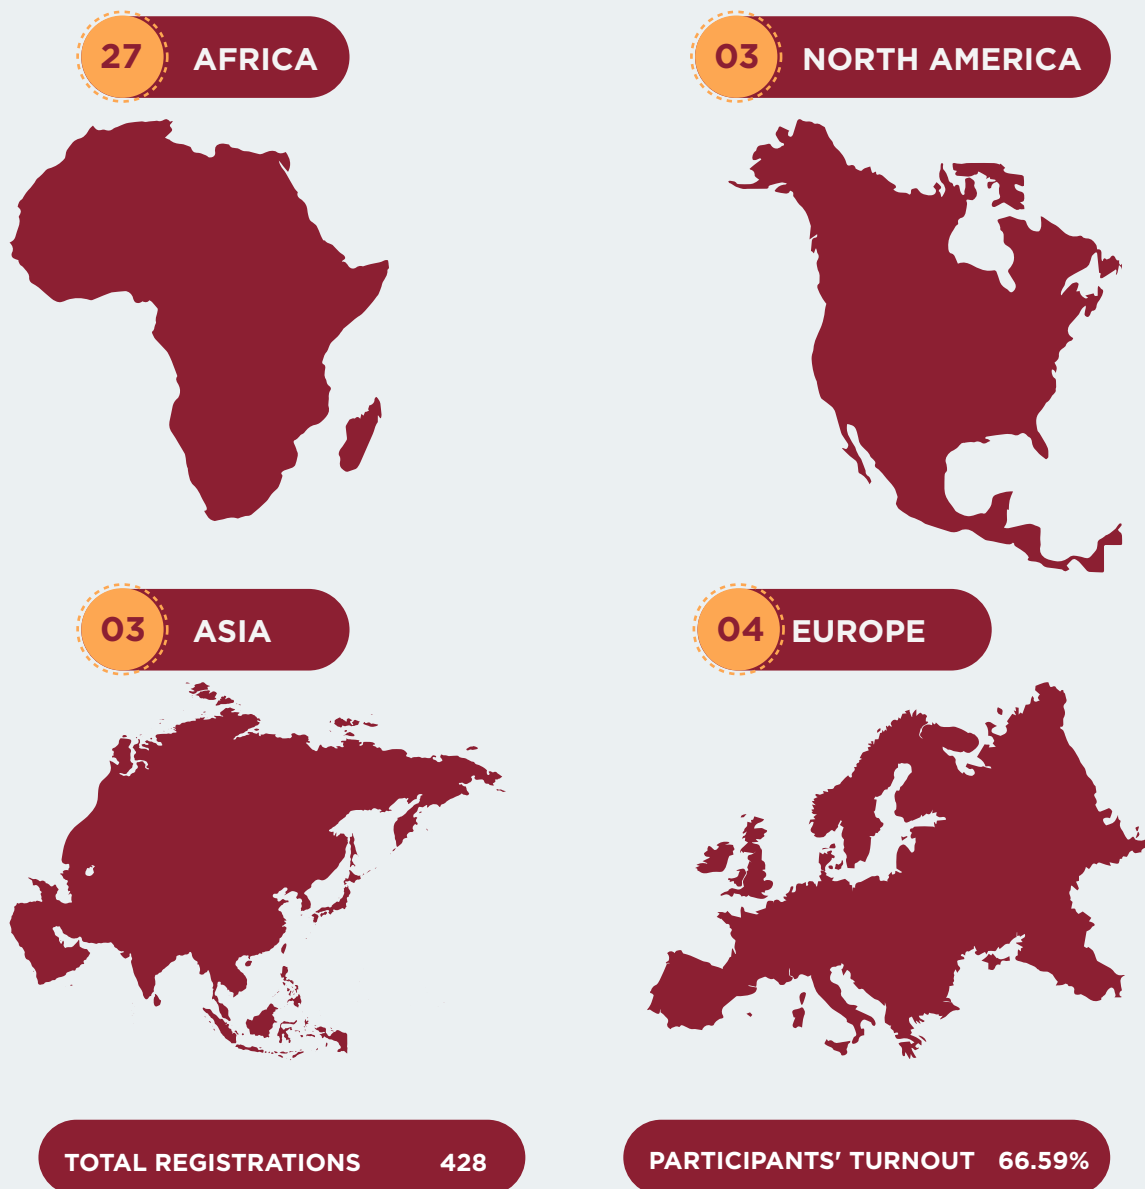 27 AFRICA
03 NORTH AMERICA
03 ASIA
04 EUROPE
TOTAL REGISTRATIONS 428
PARTICIPANTS' TURNOUT 66.59%